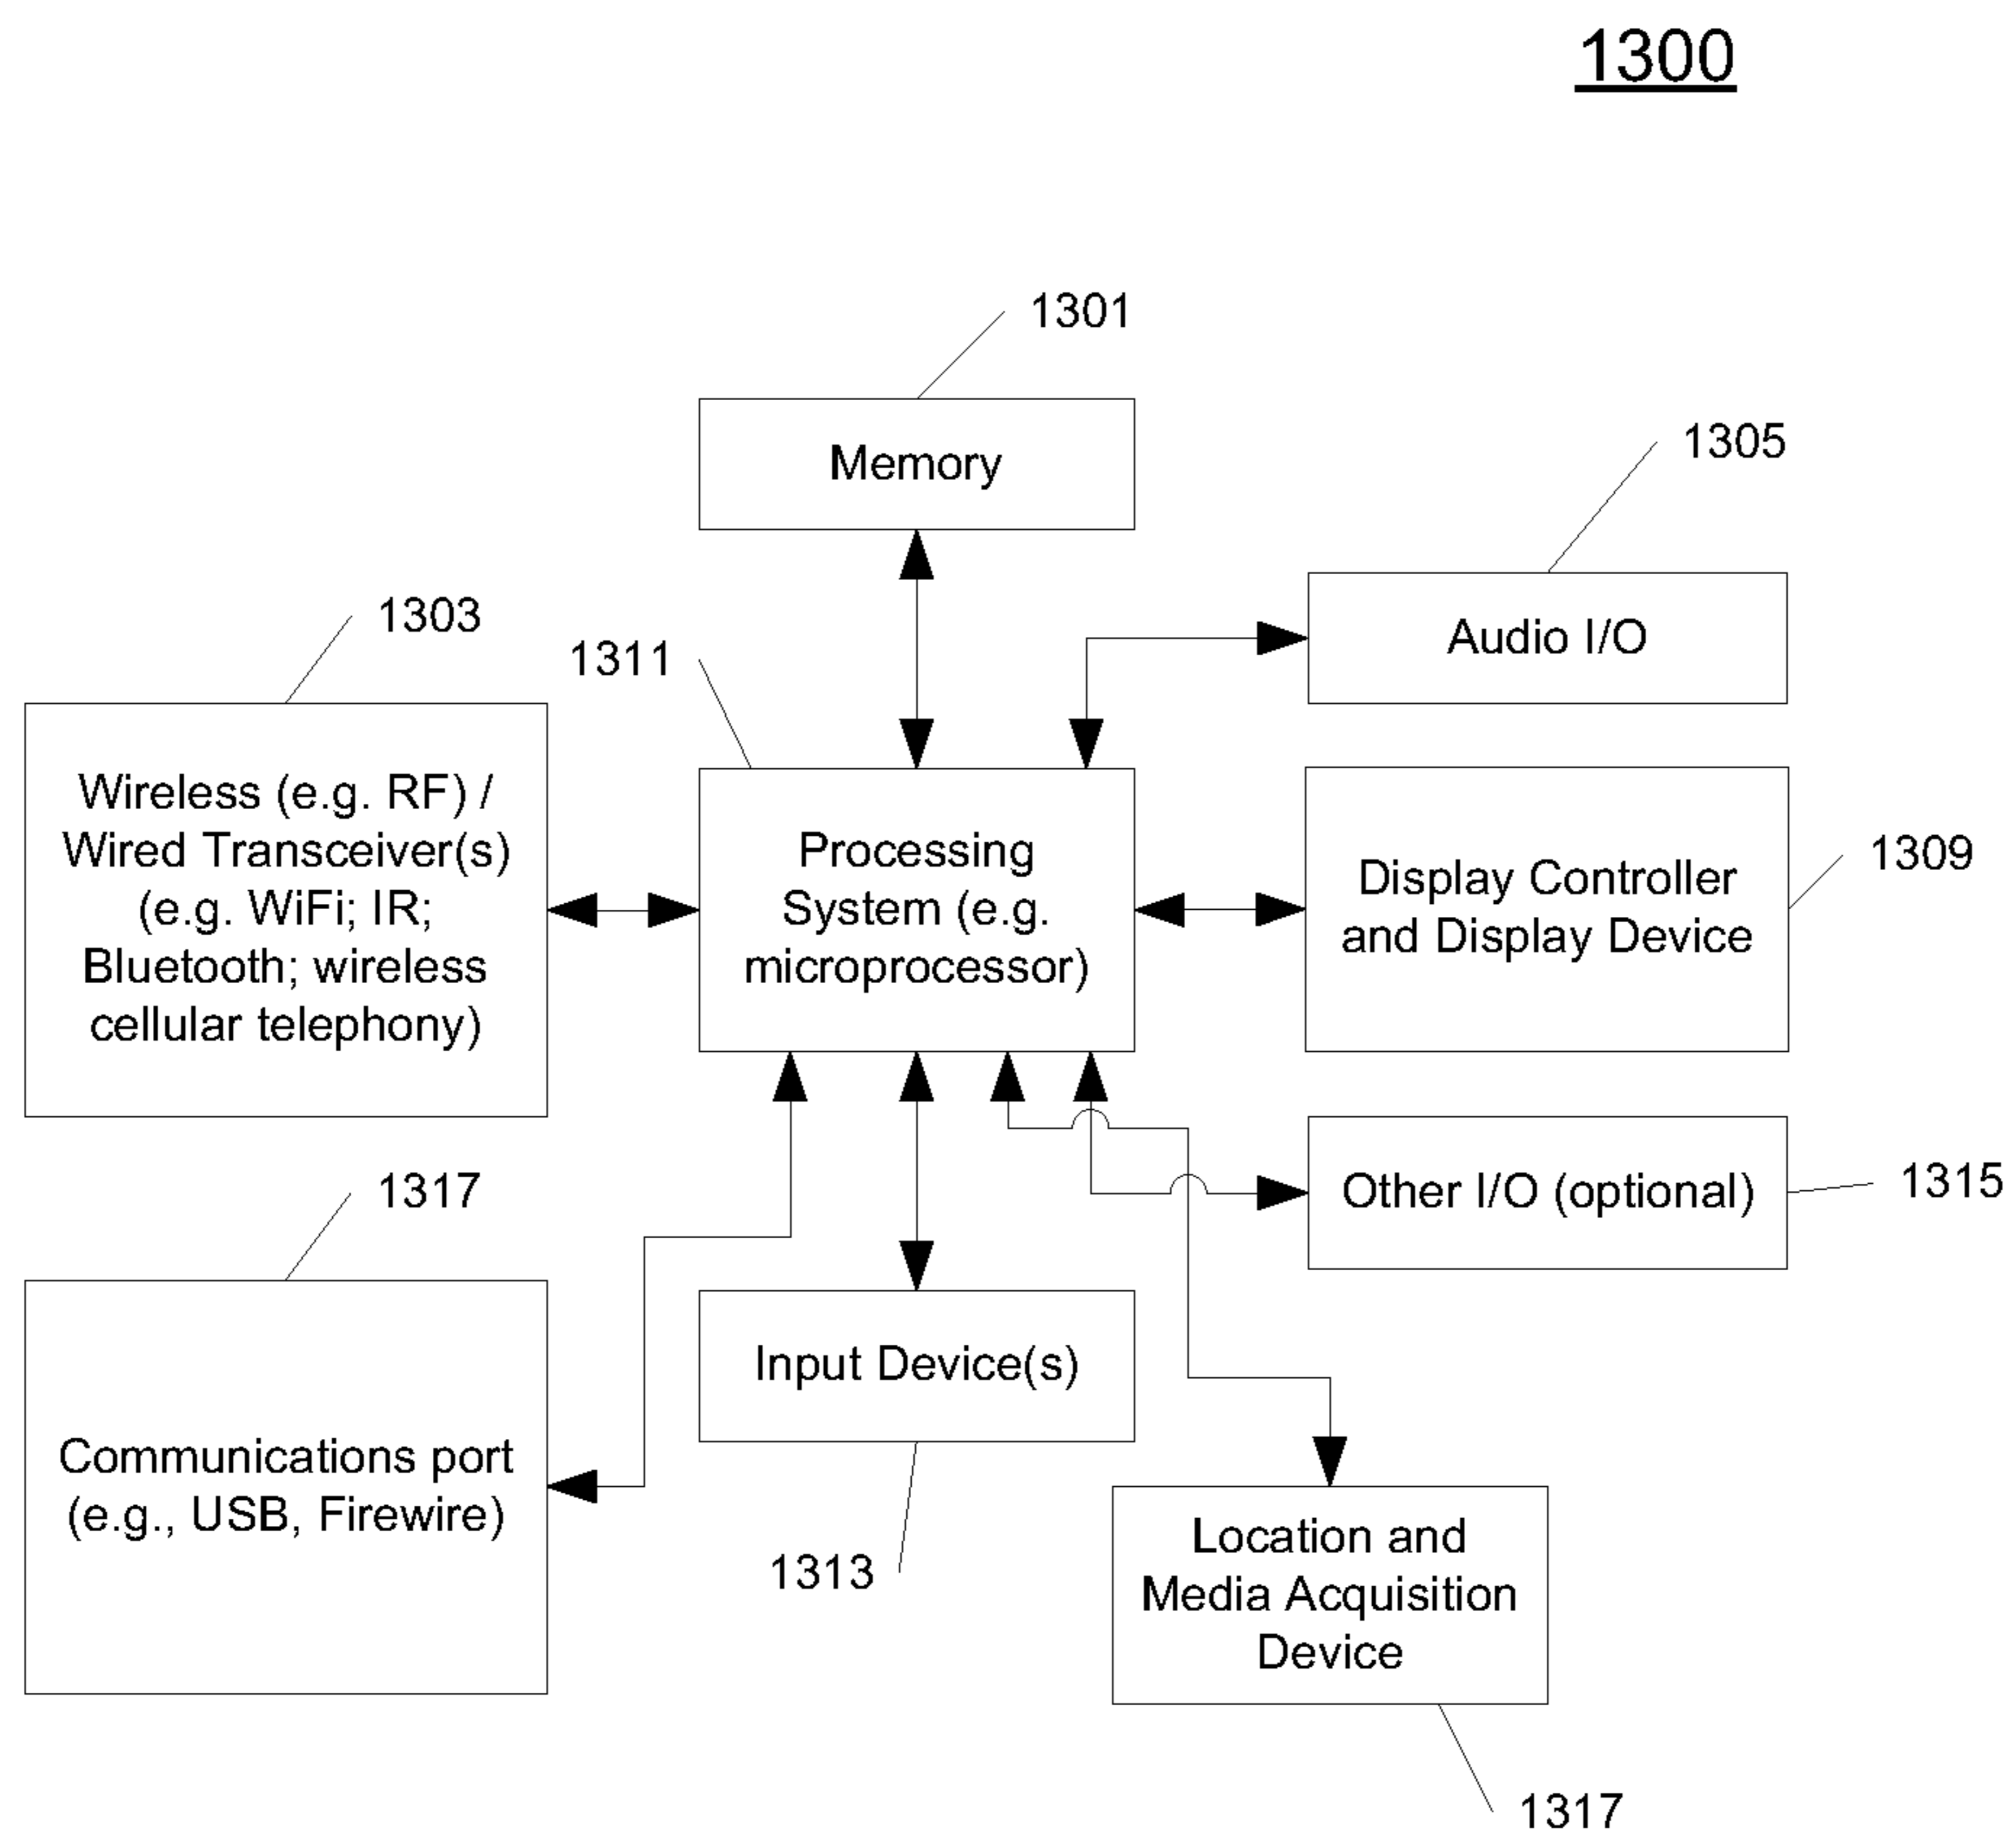 1300
1301
Memory
1305
Audio I/O
1303
1311
Wireless (e.g. RF) /
Wired Transceiver(s)
(e.g. WiFi; IR;
Bluetooth; wireless
cellular telephony)
Processing
System (e.g.
microprocessor)
Display Controller
and Display Device
1309
1317
Other I/O (optional)
1315
Communications port
(e.g., USB, Firewire)
Input Device(s)
1313
Location and
Media Acquisition
Device
1317